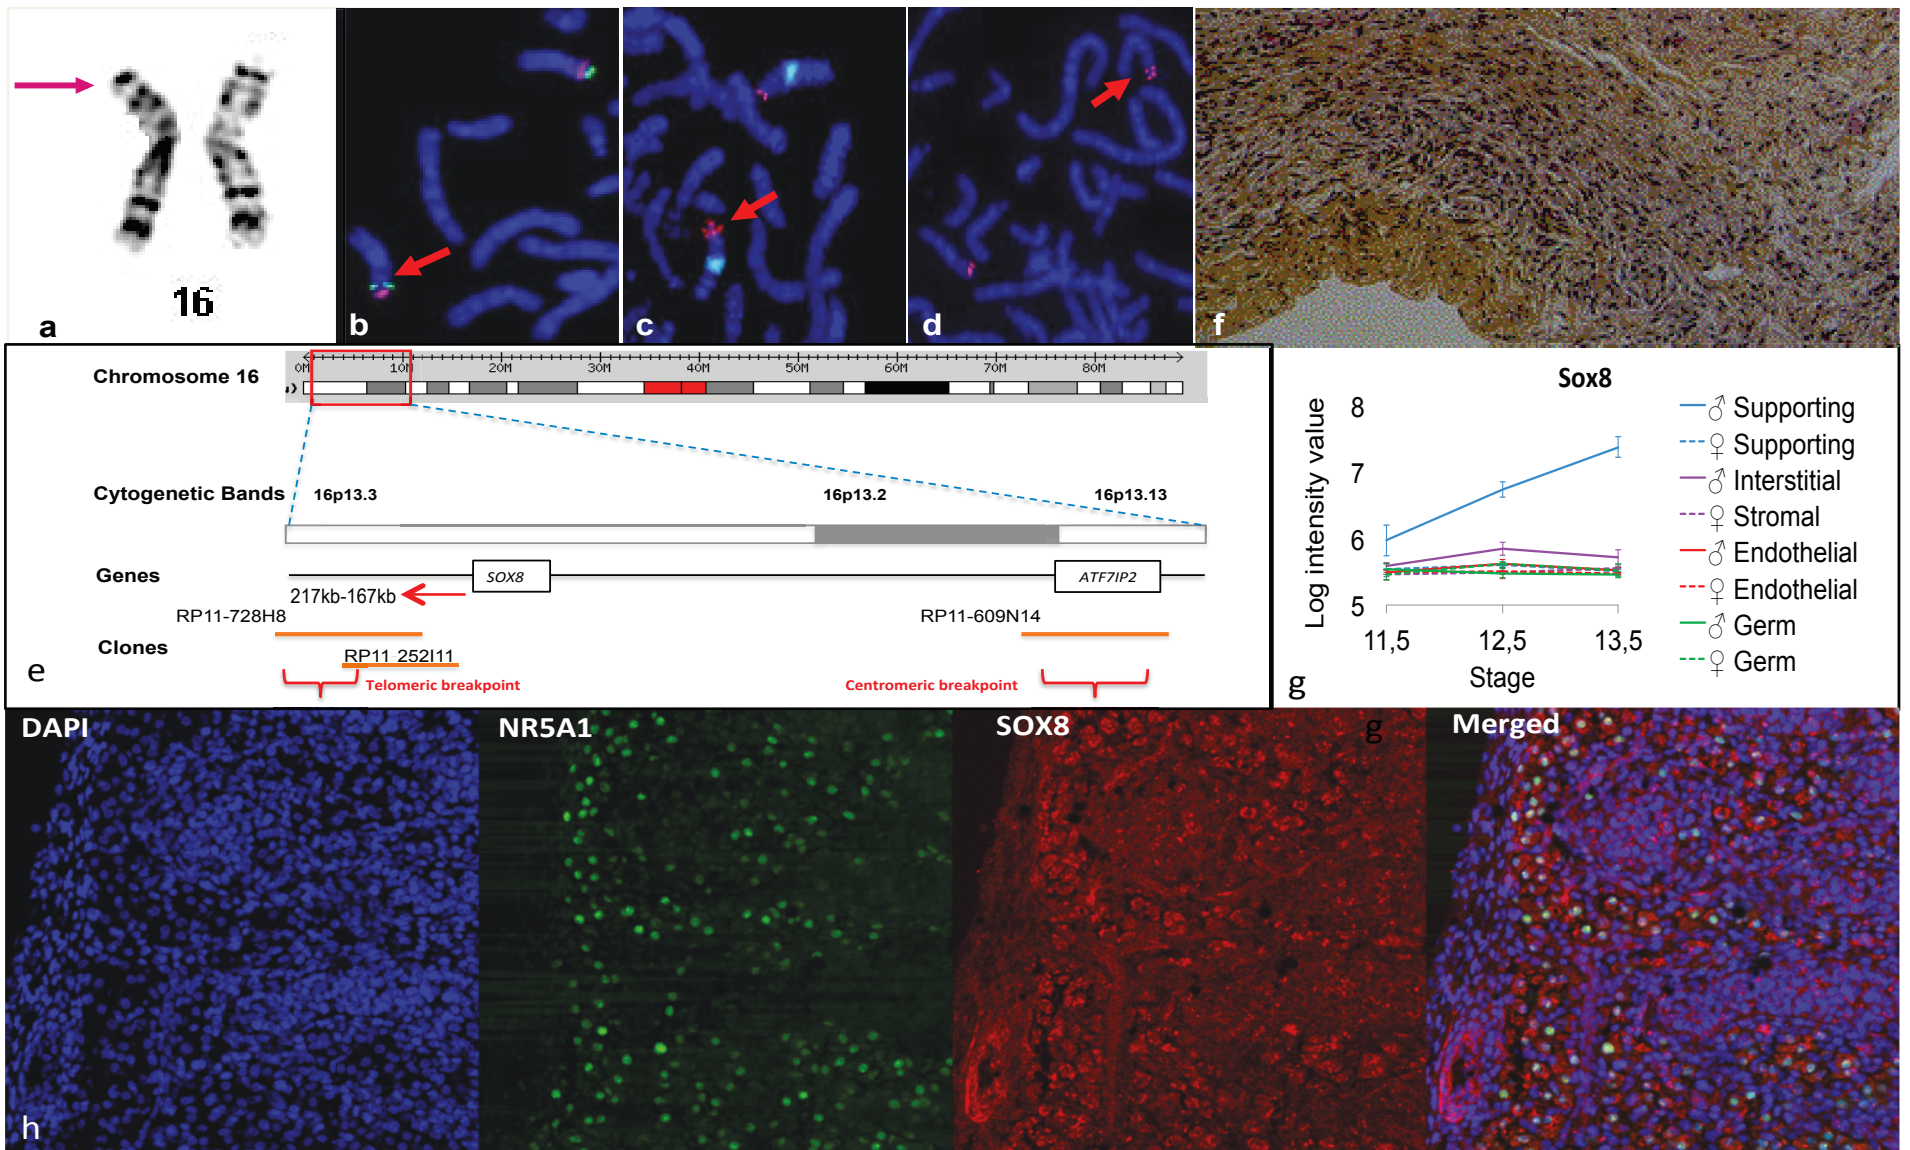 16
a
b
c
d
f
0M 10M 20M 30M 40M 50M 60M 70M 80M
Chromosome 16
Cytogenetic Bands
16p13.3 16p13.2 16p13.13
Genes
SOX8
ATF7IP2
217kb-167kb
RP11-728H8
RP11-609N14
Clones
RP11 252I11
Telomeric breakpoint
Centromeric breakpoint
e
Sox8
Log intensity value
8
7
6
5
11,5 12,5 13,5
Stage
♂ Supporting
♀ Supporting
♂ Interstitial
♀ Stromal
♂ Endothelial
♀ Endothelial
♂ Germ
♀ Germ
g
DAPI
NR5A1
SOX8
g
Merged
h